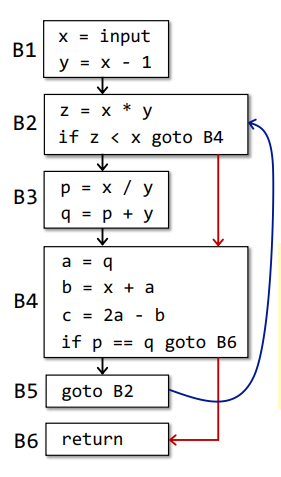 B1
x = input
y = x - 1
B2
z = x * y
if z < x goto B4
B3
p = x / y
q = p + y
B4
a = q
b = x + a
c = 2a - b
if p == q goto B6
B5
goto B2
B6
return